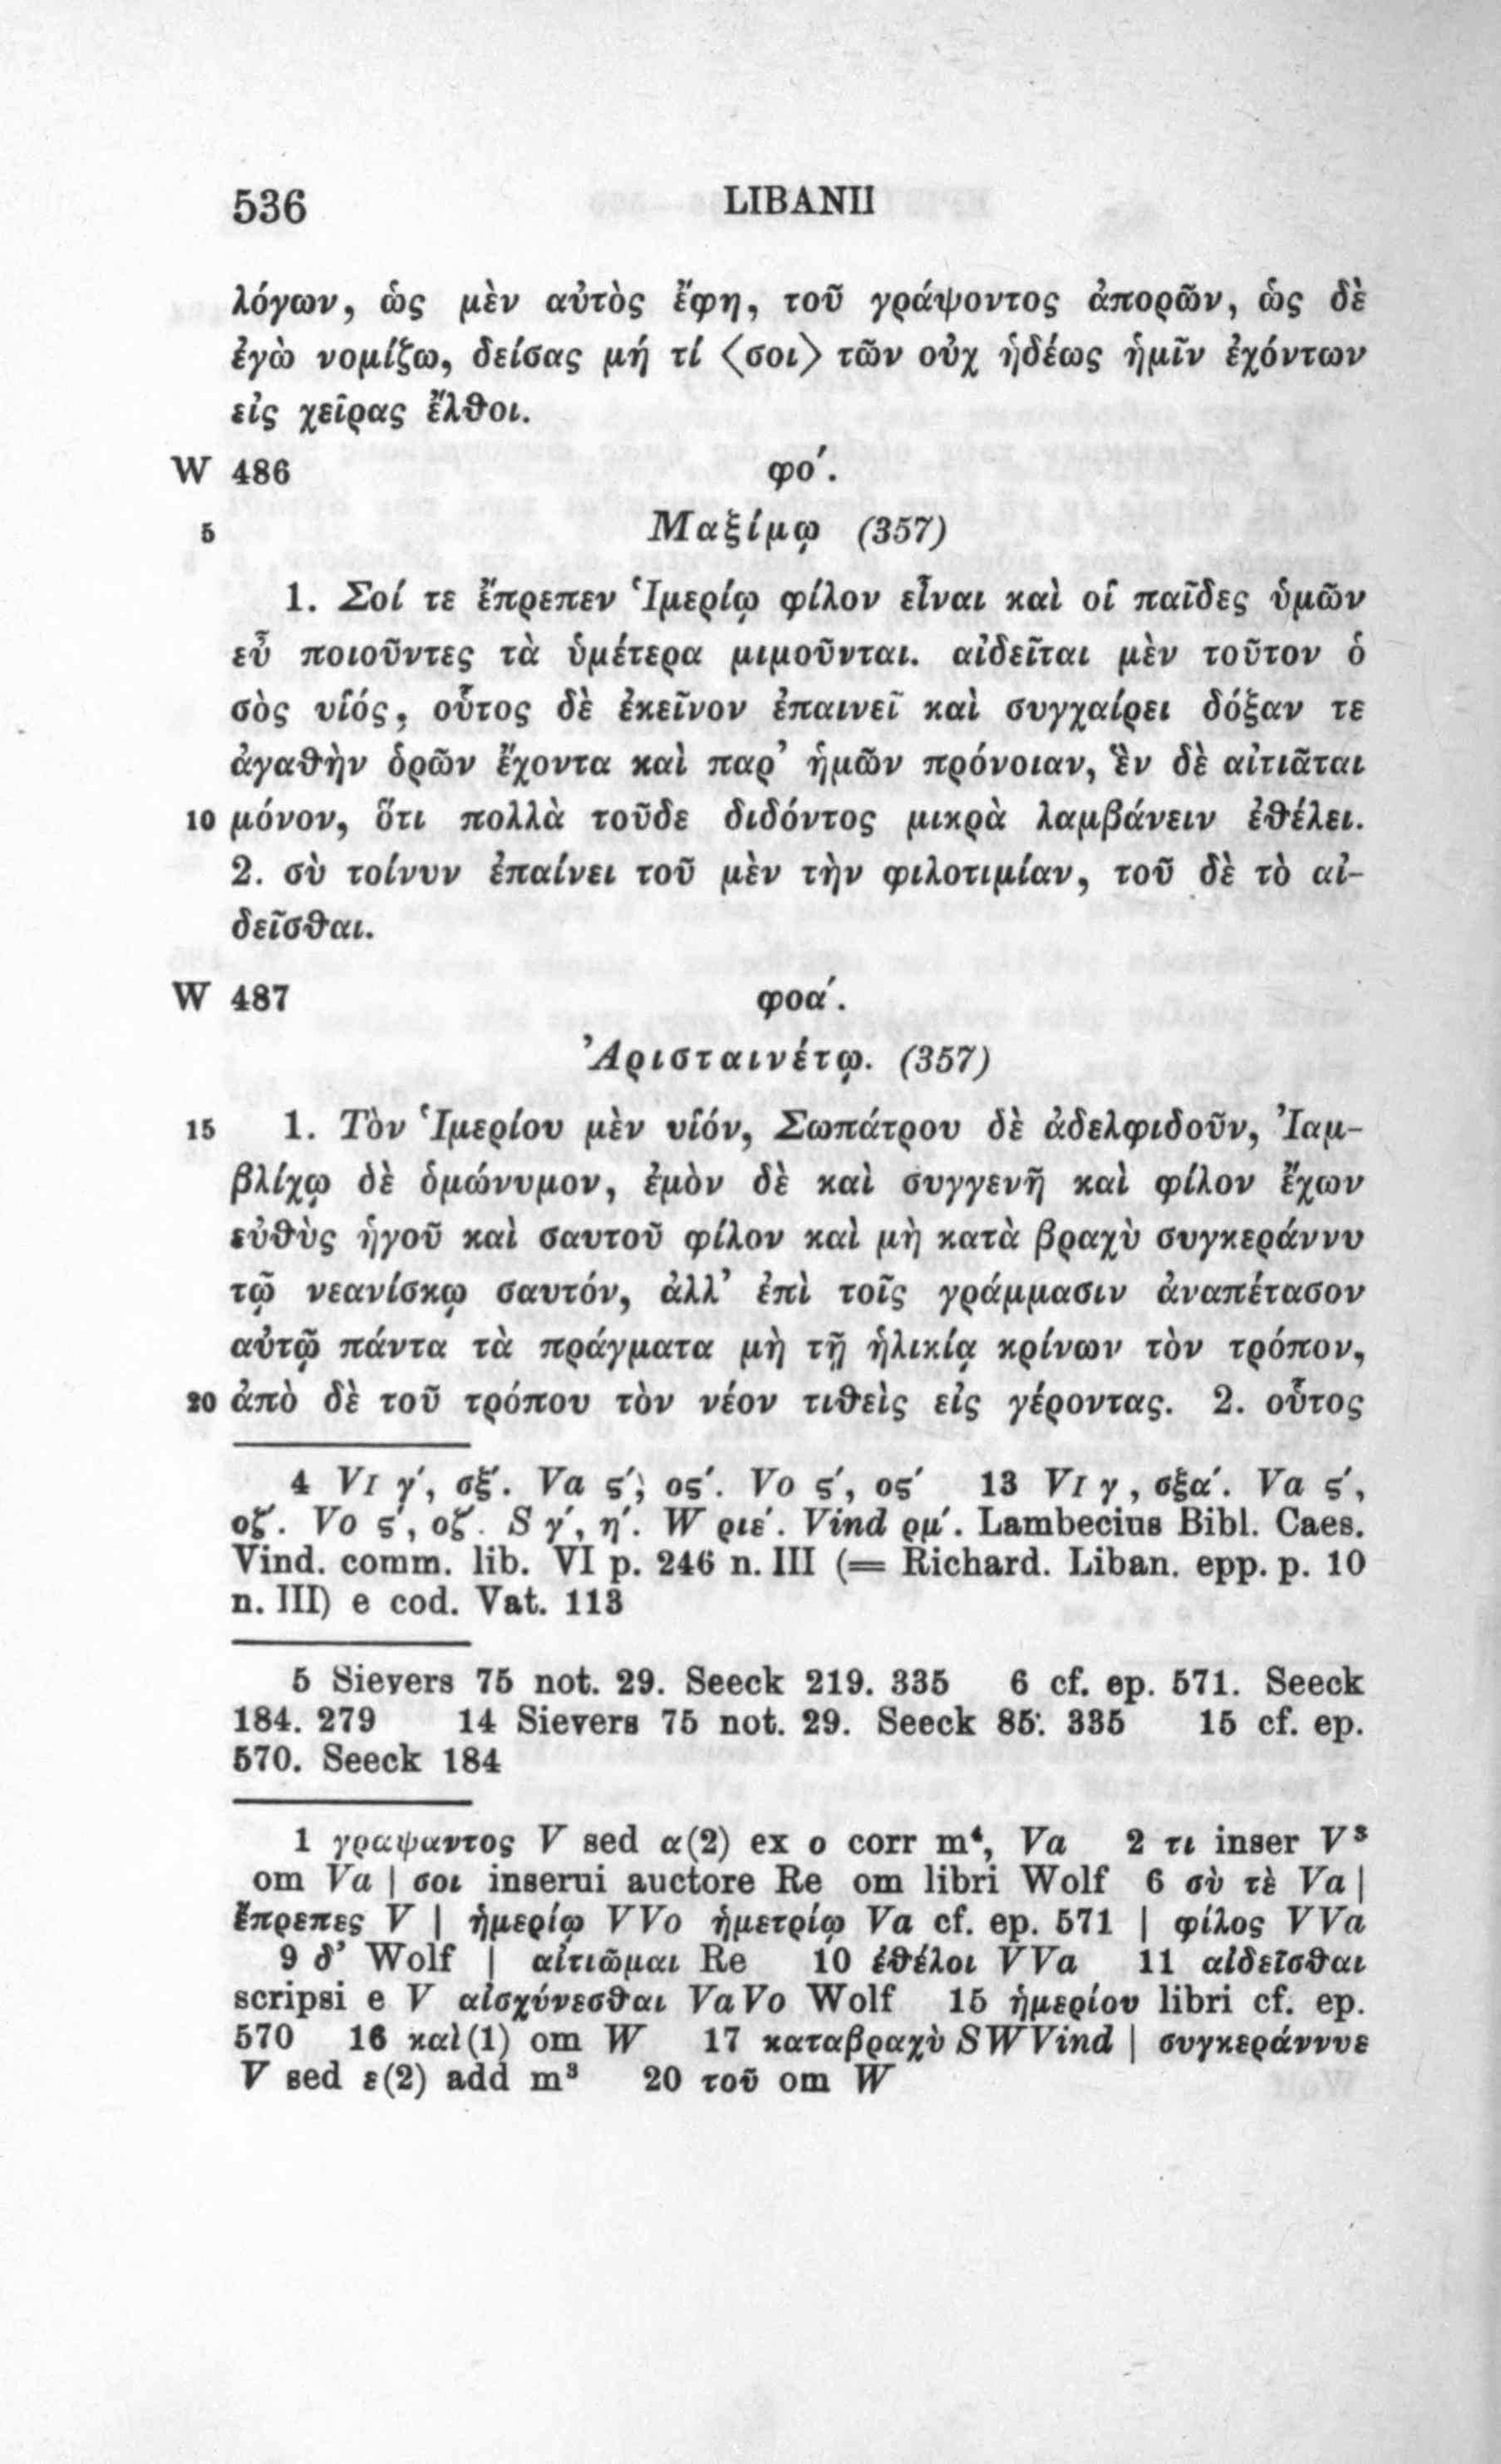 536
LIBANII
λόγων, ὡς μὲν αὐτὸς ἔφη, τοῦ γράψοντος ἀπορῶν, ὡς δὲ
ἐγὼ νομίζω, δείσας μή τί &lt;σοι&gt; τῶν οὐχ ἡδέως ἡμῖν ἐχόντων
εἰς χεῖρας ἔλθοι.
W 486 φο΄.
5 Μαξίμῳ (357)
1. Σοί τε ἔπρεπεν Ἱμερίῳ φίλον εἶναι καὶ οἱ παῖδες ὑμῶν
εὖ ποιοῦντες τὰ ὑμέτερα μιμοῦνται. αἰδεῖται μὲν τοῦτον ὁ
σὸς υἱός, οὗτος δὲ ἐκεῖνον ἐπαινεῖ καὶ συγχαίρει δόξαν τε
ἀγαθὴν ὁρῶν ἔχοντα καὶ παρ’ ἡμῶν πρόνοιαν, ἓν δὲ αἰτιᾶται
10 μόνον, ὅτι πολλὰ τοῦδε διδόντος μικρὰ λαμβάνειν ἐθέλει.
2. σὺ τοίνυν ἐπαίνει τοῦ μὲν τὴν φιλοτιμίαν, τοῦ δὲ τὸ αἰ-
δεῖσθαι.
W 487 φοα΄.
Ἀρισταινέτῳ. (357)
15 1. Τὸν Ἱμερίου μὲν υἱόν, Σωπάτρου δὲ ἀδελφιδοῦν, Ἰαμ-
βλίχῳ δὲ ὁμώνυμον, ἐμὸν δὲ καὶ συγγενῆ καὶ φίλον ἔχων
εὐθὺς ἡγοῦ καὶ σαυτοῦ φίλον καὶ μὴ κατὰ βραχὺ συγκεράννυ
τῷ νεανίσκῳ σαυτόν, ἀλλ’ ἐπὶ τοῖς γράμμασιν ἀναπέτασον
αὐτῷ πάντα τὰ πράγματα μὴ τῇ ἡλικίᾳ κρίνων τὸν τρόπον,
20 ἀπὸ δὲ τοῦ τρόπου τὸν νέον τιθεὶς εἰς γέροντας. 2. οὗτος
4 VI γ΄, σξ΄. Va ϛ΄, οϛ΄. Vo ϛ΄, οϛ΄ 13 VI γ΄, σξα΄. Va ϛ΄,
οζ΄. Vo ϛ΄, οζ΄. S γ΄, η΄. W ριε΄. Vind ρμ΄. Lambecius Bibl. Caes.
Vind. comm. lib. VI p. 246 n. III (= Richard. Liban. epp. p. 10
n. III) e cod. Vat. 113
5 Sievers 75 not. 29. Seeck 219. 335 6 cf. ep. 571. Seeck
184. 279 14 Sievers 75 not. 29. Seeck 85. 335 15 cf. ep.
570. Seeck 184
1 γραψαντος V sed α(2) ex ο corr m⁴, Va 2 τι inser V³
om Va | σοι inserui auctore Re om libri Wolf 6 σὺ τὲ Va |
ἔπρεπες V | ἡμερίῳ VVo ἡμετρίῳ Va cf. ep. 571 | φίλος VVa
9 δ’ Wolf | αἰτιῶμαι Re 10 ἐθέλοι VVa 11 αἰδεῖσθαι
scripsi e V αἰσχύνεσθαι VaVo Wolf 15 ἡμερίου libri cf. ep.
570 16 καὶ(1) om W 17 καταβραχὺ SWVind | συγκεράννυε
V sed ε(2) add m³ 20 τοῦ om W